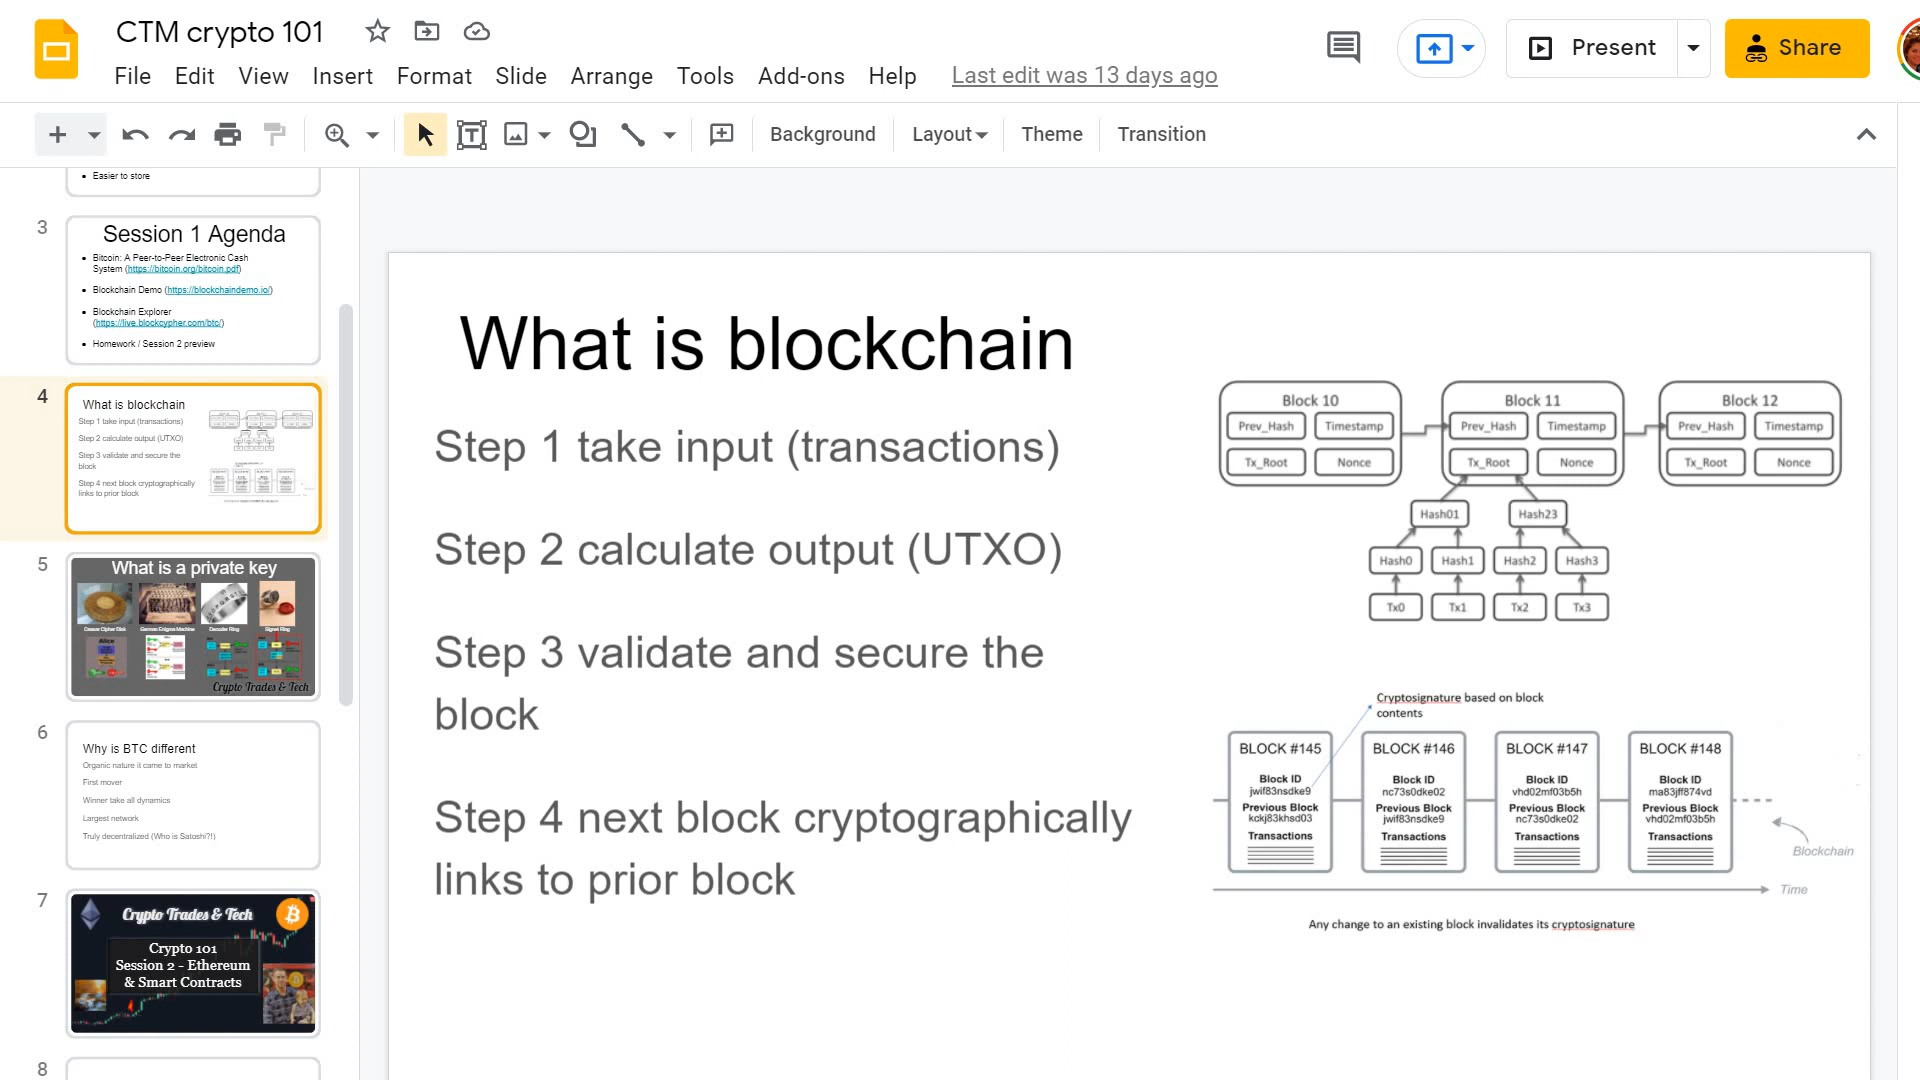 CTM crypto 101
File Edit View Insert Format Slide Arrange Tools Add-ons Help Last edit was 13 days ago
Present
Share
Background Layout Theme Transition
Easier to store
3
Session 1 Agenda
Bitcoin: A Peer-to-Peer Electronic Cash
System (https://bitcoin.org/bitcoin.pdf)
Blockchain Demo (https://blockchaindemo.io/)
Blockchain Explorer
(https://live.blockcypher.com/btc/)
Homework / Session 2 preview
4
What is blockchain
Step 1 take input (transactions)
Step 2 calculate output (UTXO)
Step 3 validate and secure the
block
Step 4 next block cryptographically
links to prior block
5
What is a private key
Ceaser Cipher Disk German Enigma Machine Decoder Ring Signet Ring
Alice
Crypto Trades & Tech
6
Why is BTC different
Organic nature it came to market
First mover
Winner take all dynamics
Largest network
Truly decentralized (Who is Satoshi?!)
7
Crypto Trades & Tech
Crypto 101
Session 2 - Ethereum
& Smart Contracts
8
What is blockchain
Step 1 take input (transactions)
Step 2 calculate output (UTXO)
Step 3 validate and secure the
block
Step 4 next block cryptographically
links to prior block
Block 10 Block 11 Block 12
Prev_Hash Timestamp Prev_Hash Timestamp Prev_Hash Timestamp
Tx_Root Nonce Tx_Root Nonce Tx_Root Nonce
Hash01 Hash23
Hash0 Hash1 Hash2 Hash3
Tx0 Tx1 Tx2 Tx3
Cryptosignature based on block
contents
BLOCK #145 BLOCK #146 BLOCK #147 BLOCK #148
Block ID Block ID Block ID Block ID
jwif83nsdke9 nc73s0dke02 vhd02mf03b5h ma83jff874vd
Previous Block Previous Block Previous Block Previous Block
kckj83khsd03 jwif83nsdke9 nc73s0dke02 vhd02mf03b5h
Transactions Transactions Transactions Transactions
Blockchain
Time
Any change to an existing block invalidates its cryptosignature